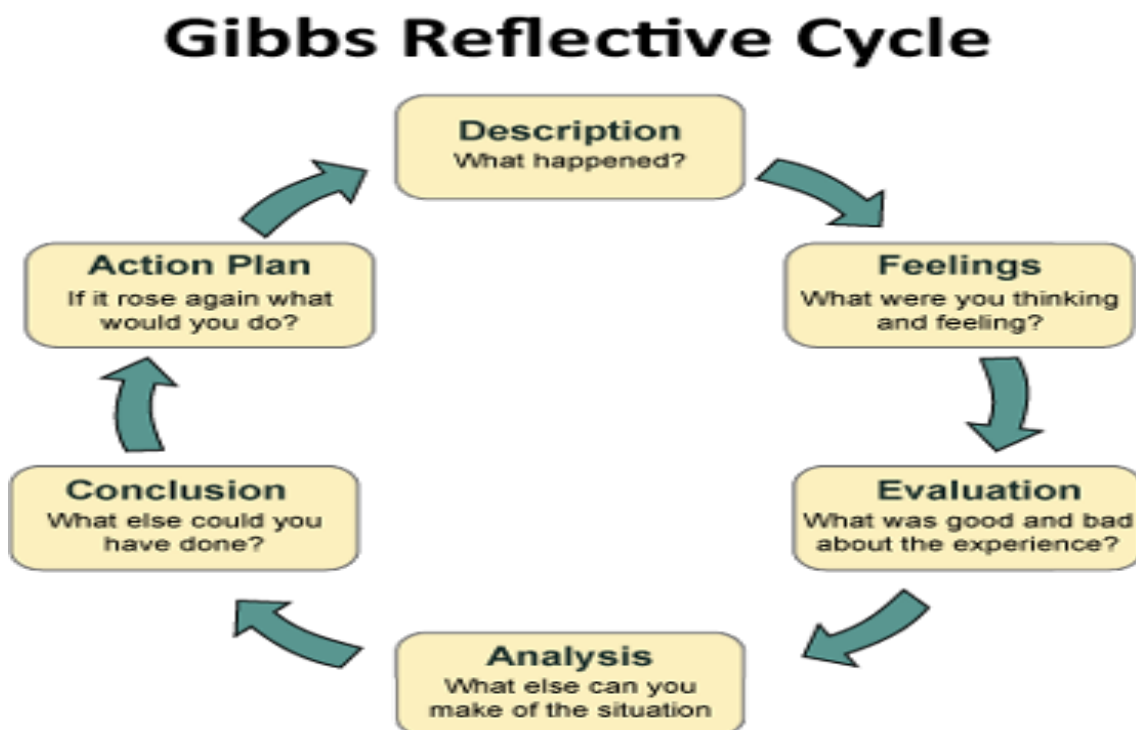 Gibbs Reflective Cycle
Description
What happened?
Feelings
What were you thinking
and feeling?
Evaluation
What was good and bad
about the experience?
Analysis
What else can you
make of the situation
Conclusion
What else could you
have done?
Action Plan
If it rose again what
would you do?